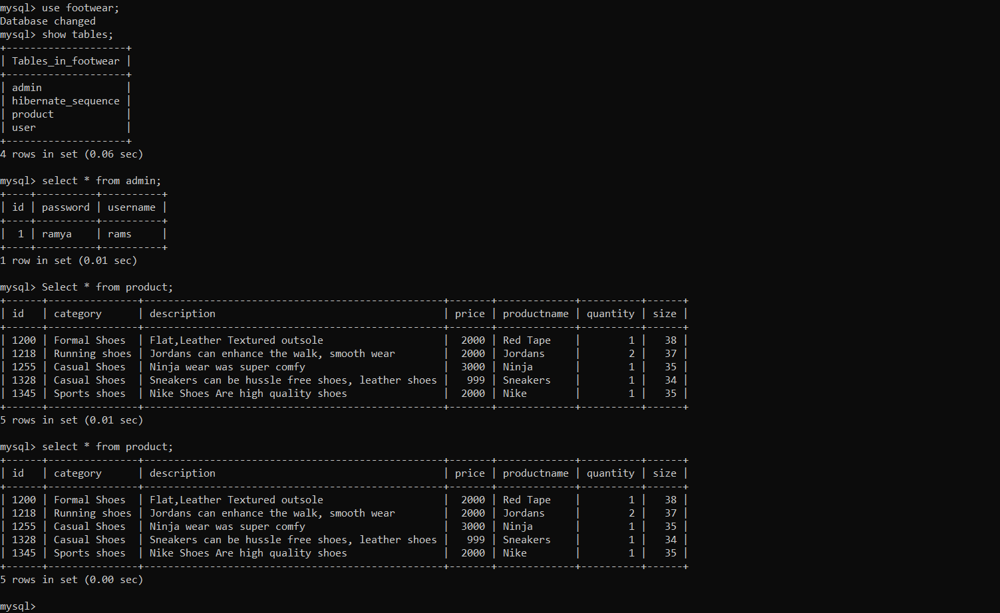 mysql> use footwear;
Database changed
mysql> show tables;
+--------------------+
| Tables_in_footwear |
+--------------------+
| admin              |
| hibernate_sequence |
| product            |
| user               |
+--------------------+
4 rows in set (0.06 sec)

mysql> select * from admin;
+----+----------+----------+
| id | password | username |
+----+----------+----------+
|  1 | ramya    | rams     |
+----+----------+----------+
1 row in set (0.01 sec)

mysql> Select * from product;
+------+---------------+--------------------------------------------------+-------+-------------+----------+------+
| id   | category      | description                                      | price | productname | quantity | size |
+------+---------------+--------------------------------------------------+-------+-------------+----------+------+
| 1200 | Formal Shoes  | Flat,Leather Textured outsole                    |  2000 | Red Tape    |        1 |   38 |
| 1218 | Running shoes | Jordans can enhance the walk, smooth wear        |  2000 | Jordans     |        2 |   37 |
| 1255 | Casual Shoes  | Ninja wear was super comfy                       |  3000 | Ninja       |        1 |   35 |
| 1328 | Casual Shoes  | Sneakers can be hussle free shoes, leather shoes |   999 | Sneakers    |        1 |   34 |
| 1345 | Sports shoes  | Nike Shoes Are high quality shoes                |  2000 | Nike        |        1 |   35 |
+------+---------------+--------------------------------------------------+-------+-------------+----------+------+
5 rows in set (0.01 sec)

mysql> select * from product;
+------+---------------+--------------------------------------------------+-------+-------------+----------+------+
| id   | category      | description                                      | price | productname | quantity | size |
+------+---------------+--------------------------------------------------+-------+-------------+----------+------+
| 1200 | Formal Shoes  | Flat,Leather Textured outsole                    |  2000 | Red Tape    |        1 |   38 |
| 1218 | Running shoes | Jordans can enhance the walk, smooth wear        |  2000 | Jordans     |        2 |   37 |
| 1255 | Casual Shoes  | Ninja wear was super comfy                       |  3000 | Ninja       |        1 |   35 |
| 1328 | Casual Shoes  | Sneakers can be hussle free shoes, leather shoes |   999 | Sneakers    |        1 |   34 |
| 1345 | Sports shoes  | Nike Shoes Are high quality shoes                |  2000 | Nike        |        1 |   35 |
+------+---------------+--------------------------------------------------+-------+-------------+----------+------+
5 rows in set (0.00 sec)

mysql>